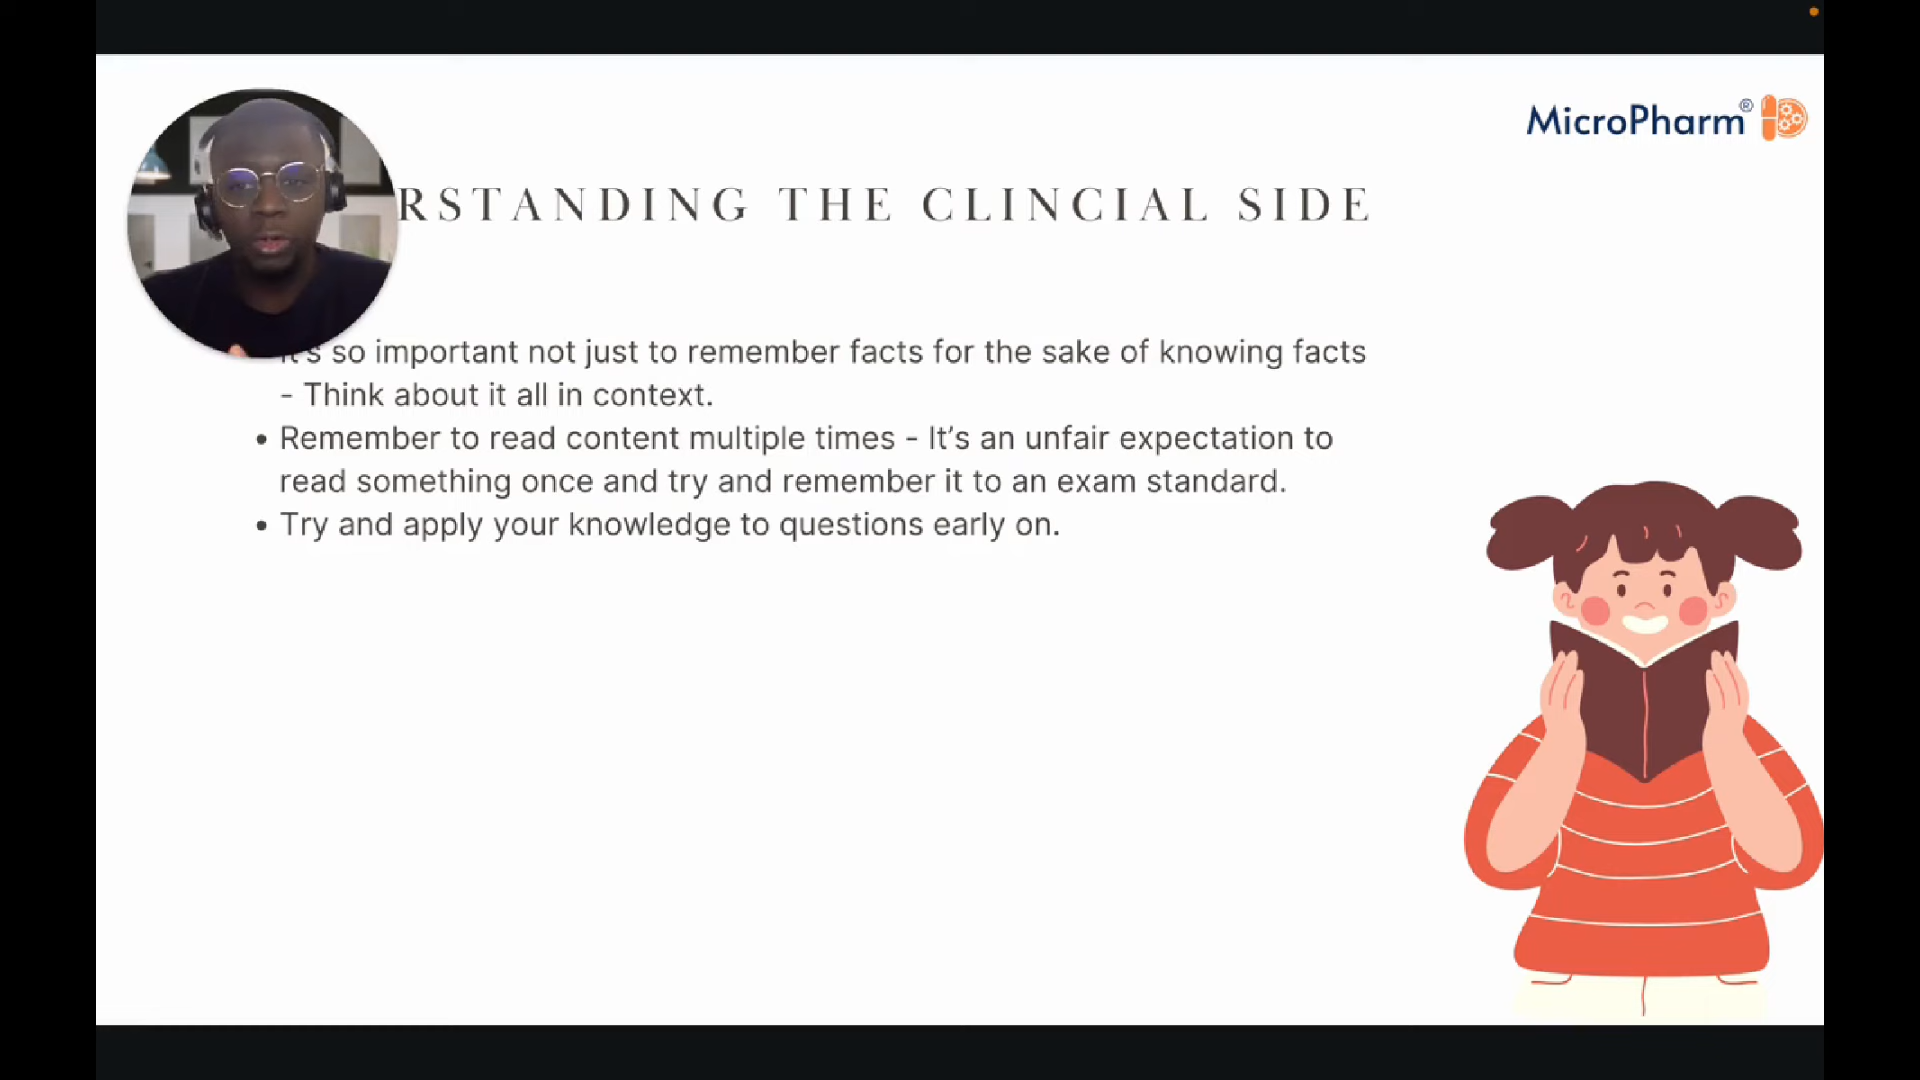 MicroPharm®
RSTANDING THE CLINCIAL SIDE
It's so important not just to remember facts for the sake of knowing facts
- Think about it all in context.
• Remember to read content multiple times - It’s an unfair expectation to
read something once and try and remember it to an exam standard.
• Try and apply your knowledge to questions early on.